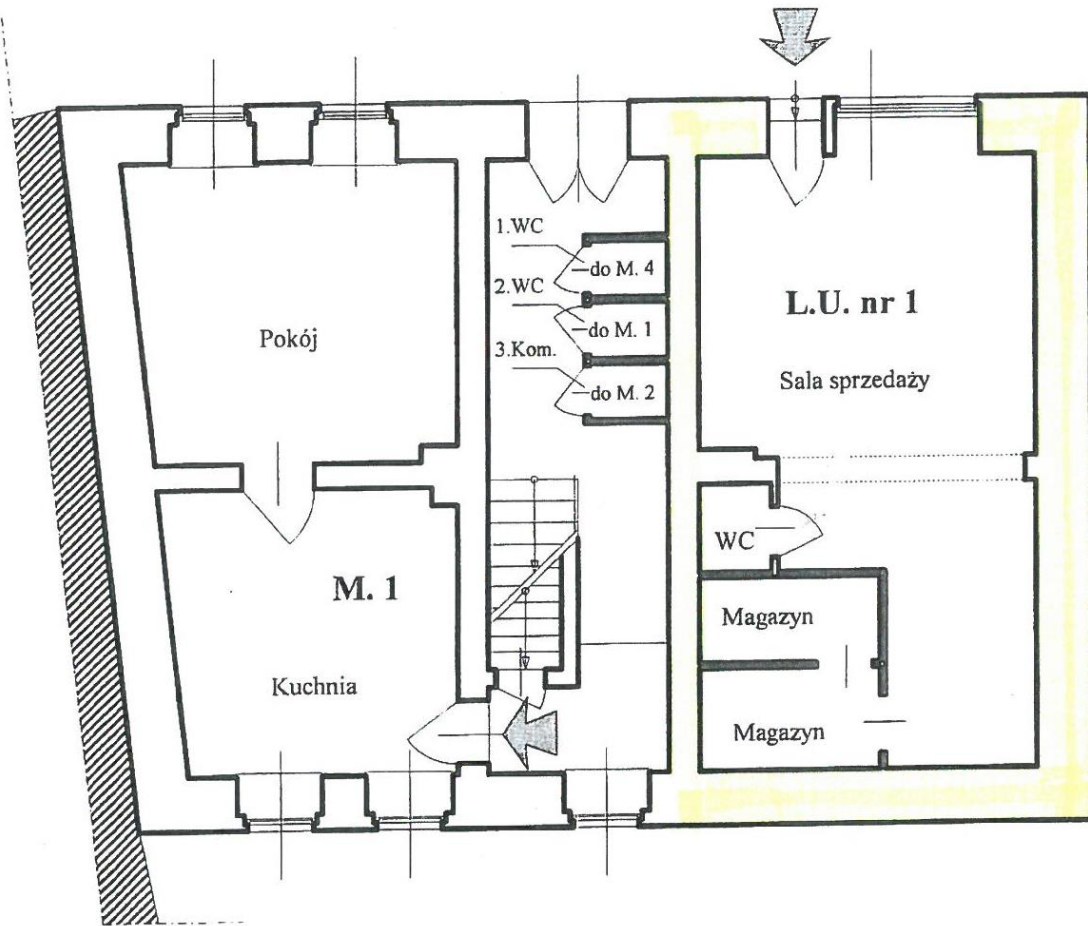 1.WC
do M. 4
2.WC
do M. 1
3.Kom.
do M. 2
Pokój
L.U. nr 1
Sala sprzedaży
M. 1
Kuchnia
WC
Magazyn
Magazyn